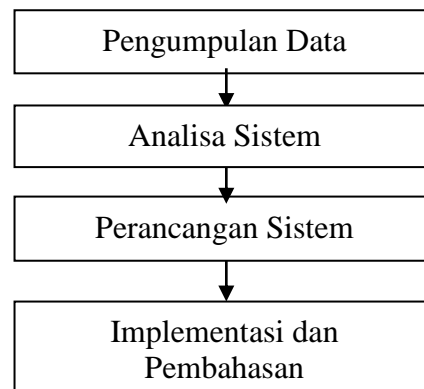 Pengumpulan Data
Analisa Sistem
Perancangan Sistem
Implementasi dan
Pembahasan